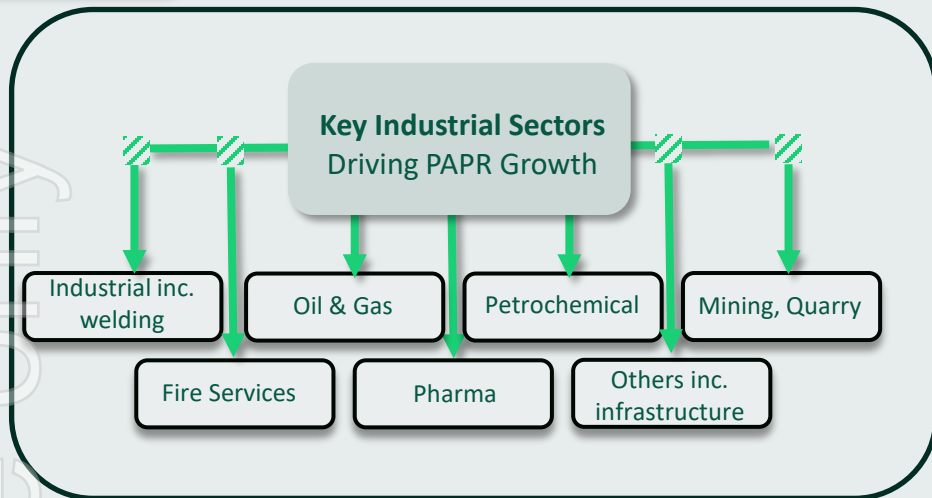 Key Industrial Sectors
Driving PAPR Growth
Industrial inc.
welding
Oil & Gas
Petrochemical
Mining, Quarry
Fire Services
Pharma
Others inc.
infrastructure